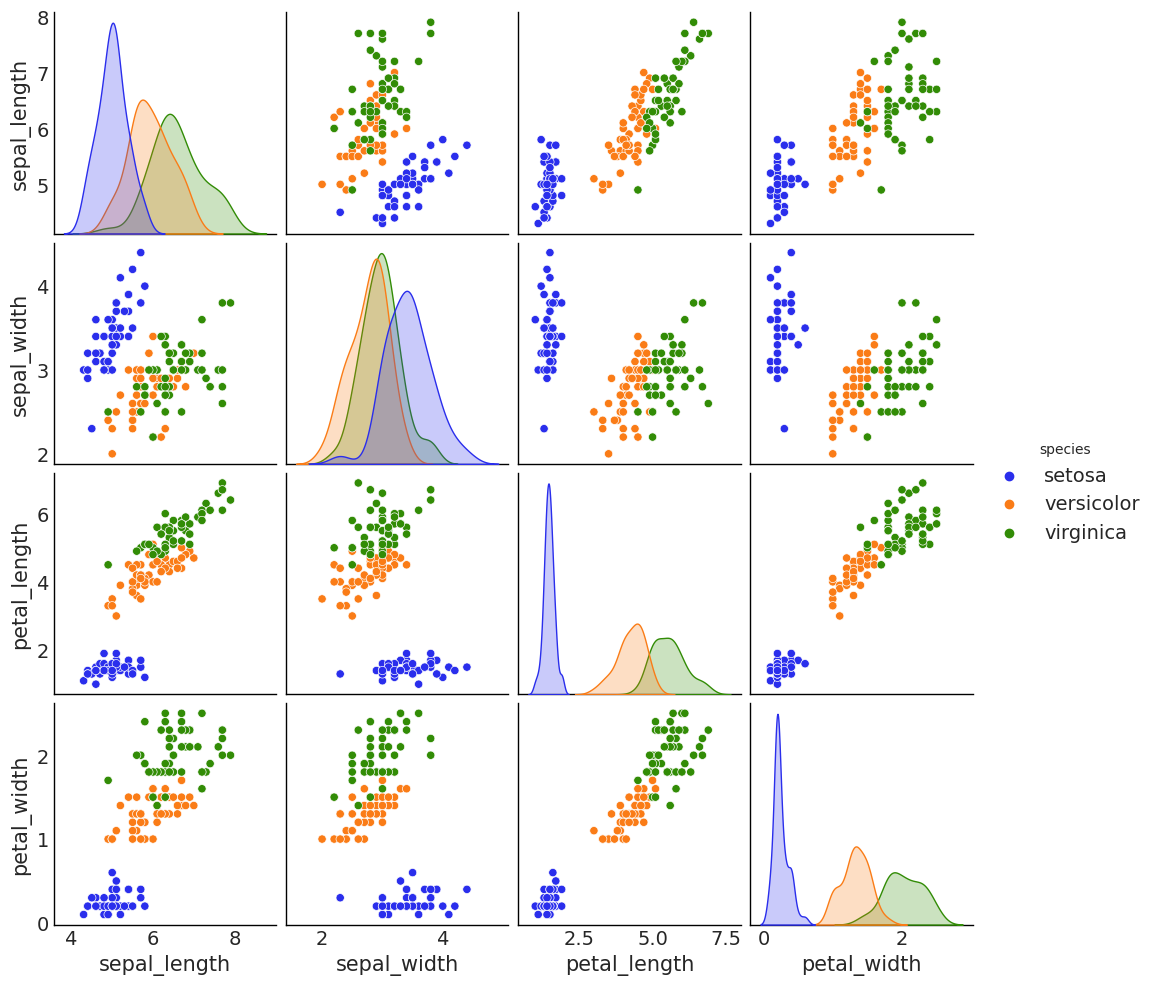 8
7
6
5
sepal_length
4
3
2
sepal_width
species
setosa
versicolor
virginica
6
4
2
petal_length
2
1
0
petal_width
4 6 8 2 4 2.5 5.0 7.5 0 2
sepal_length sepal_width petal_length petal_width